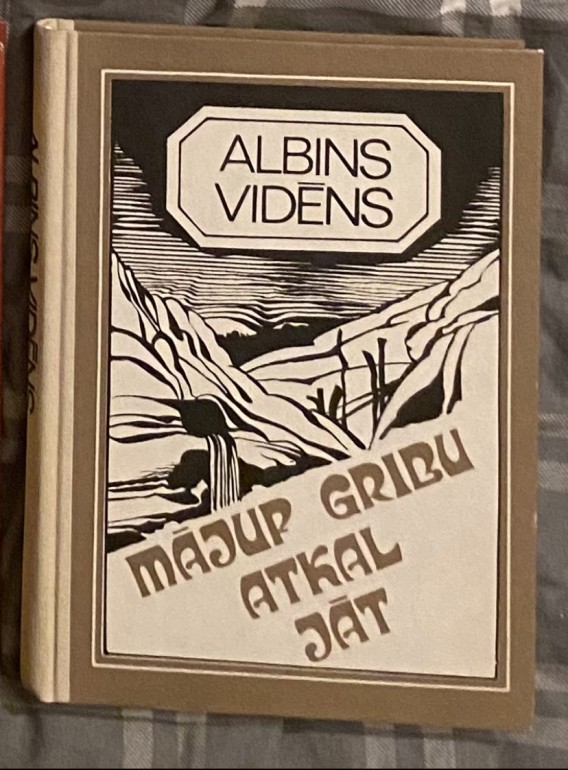 ALBINS
VIDĒNS
MĀJUP GRIBU
ATKAL
JĀT
ALBINS VIDĒNS